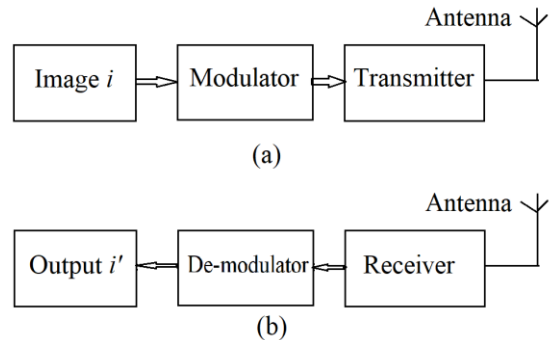 Antenna
Image i
Modulator
Transmitter
(a)
Antenna
Output i'
De-modulator
Receiver
(b)